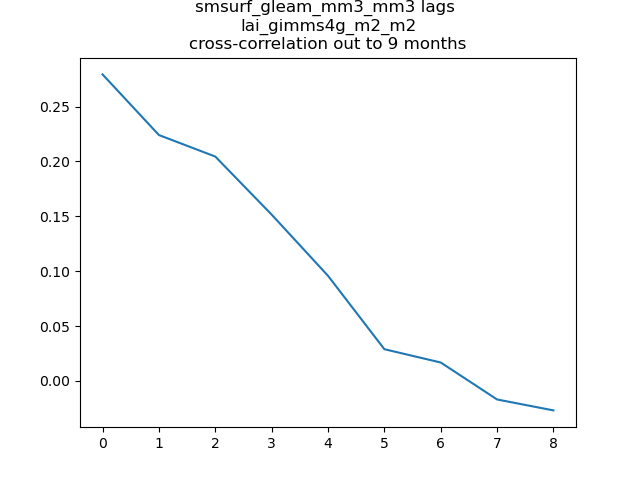 smsurf_gleam_mm3_mm3 lags
lai_gimms4g_m2_m2
cross-correlation out to 9 months
0.25
0.20
0.15
0.10
0.05
0.00
0 1 2 3 4 5 6 7 8